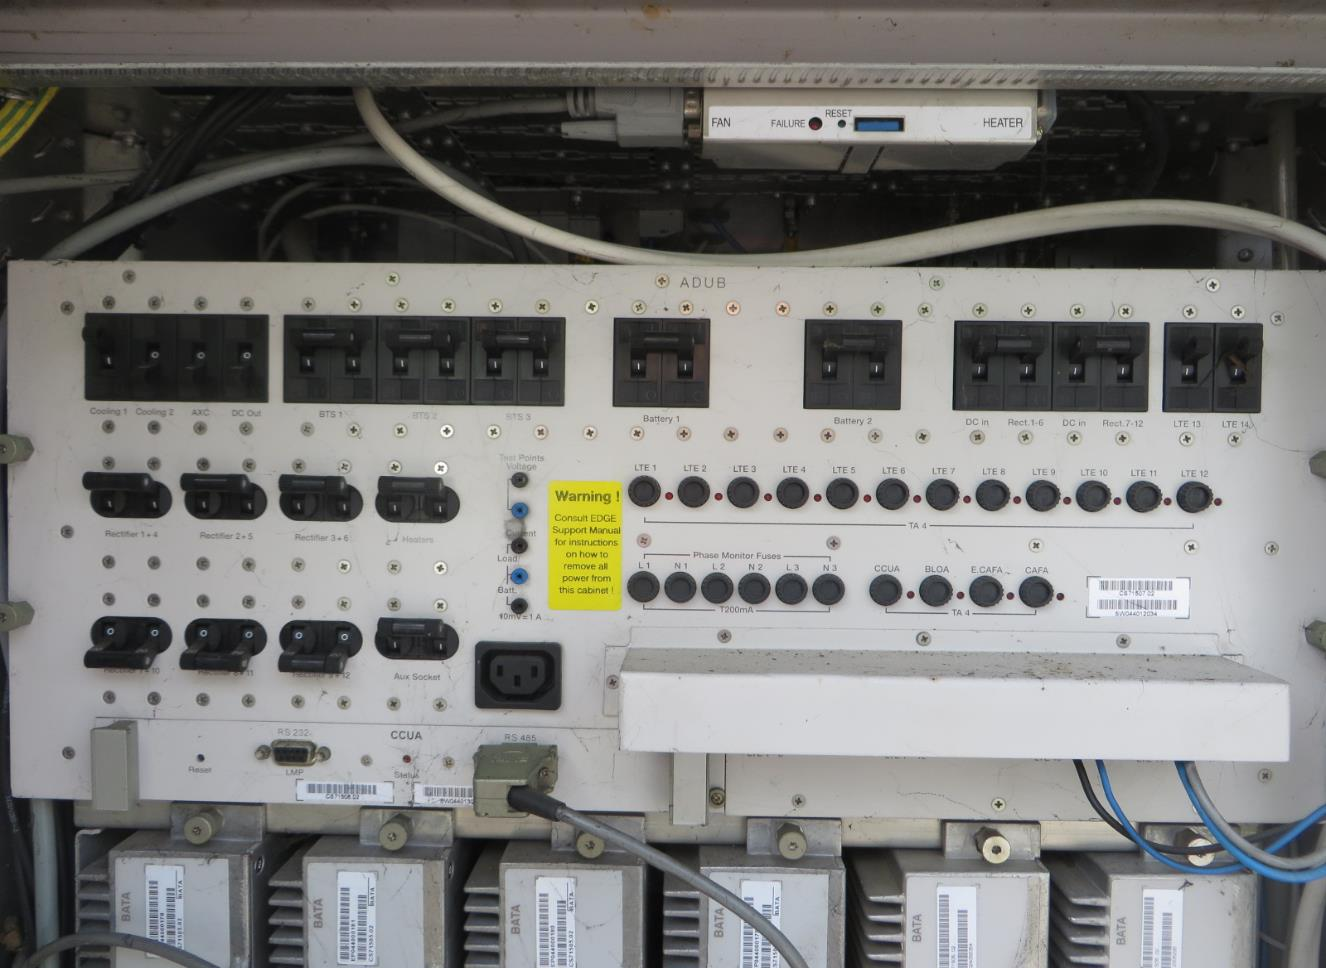 FAN
FAILURE
RESET
HEATER
ADUB
Cooling 1 Cooling 2 AXC DC Out
BTS 1 BTS 2 BTS 3
Battery 1
Battery 2
DC in Rect.1-6 DC in Rect.7-12
LTE 13 LTE 14
Test Points
Voltage
LTE 1 LTE 2 LTE 3 LTE 4 LTE 5 LTE 6 LTE 7 LTE 8 LTE 9 LTE 10 LTE 11 LTE 12
TA 4
Rectifier 1+4 Rectifier 2+5 Rectifier 3+6 Heaters
Current
Load
Batt.
10mV=1 A
Warning !
Consult EDGE
Support Manual
for instructions
on how to
remove all
power from
this cabinet !
Phase Monitor Fuses
L 1 N 1 L 2 N 2 L 3 N 3
T200mA
CCUA BLOA E.CAFA CAFA
TA 4
CS71507.02
SW044012034
Aux Socket
RS 232
CCUA
RS 485
Reset
LMP
Status
CS71508.02
BATA BATA BATA BATA BATA BATA